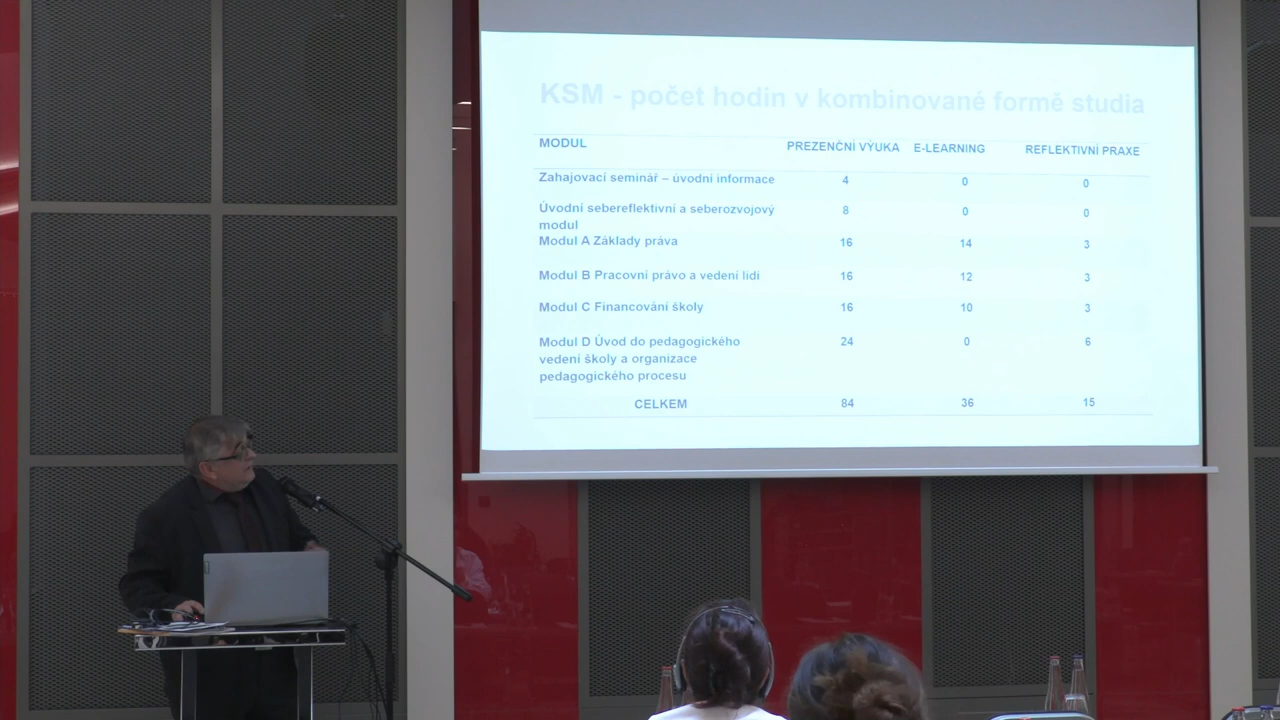 KSM - počet hodin v kombinované formě studia
MODUL PREZENČNÍ VÝUKA E-LEARNING REFLEKTIVNÍ PRAXE
Zahajovací seminář – úvodní informace 4 0 0
Úvodní sebereflektivní a seberozvojový 8 0 0
modul
Modul A Základy práva 16 14 3
Modul B Pracovní právo a vedení lidí 16 12 3
Modul C Financování školy 16 10 3
Modul D Úvod do pedagogického 24 0 6
vedení školy a organizace
pedagogického procesu
CELKEM 84 36 15